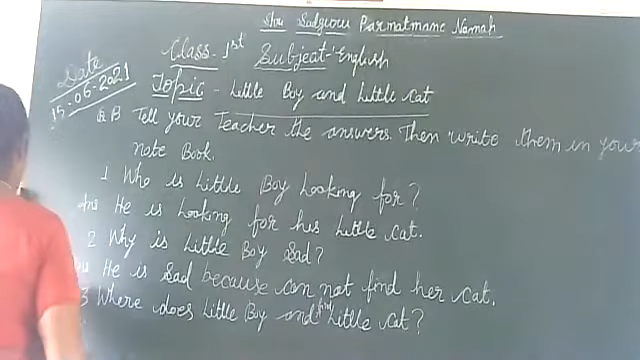 Shri Sadguru Parmatmane Namah
Class - 1st Subject - English
Date
15-06-2021
Topic - Little Boy and Little Cat
Q B Tell your Teacher the answers. Then write them in your
note Book.
1 Who is Little Boy Looking for?
Ans He is Looking for his Little Cat.
2 Why is Little Boy Sad?
He is Sad because can not find her cat.
3 Where does Little Boy and find Little Cat?